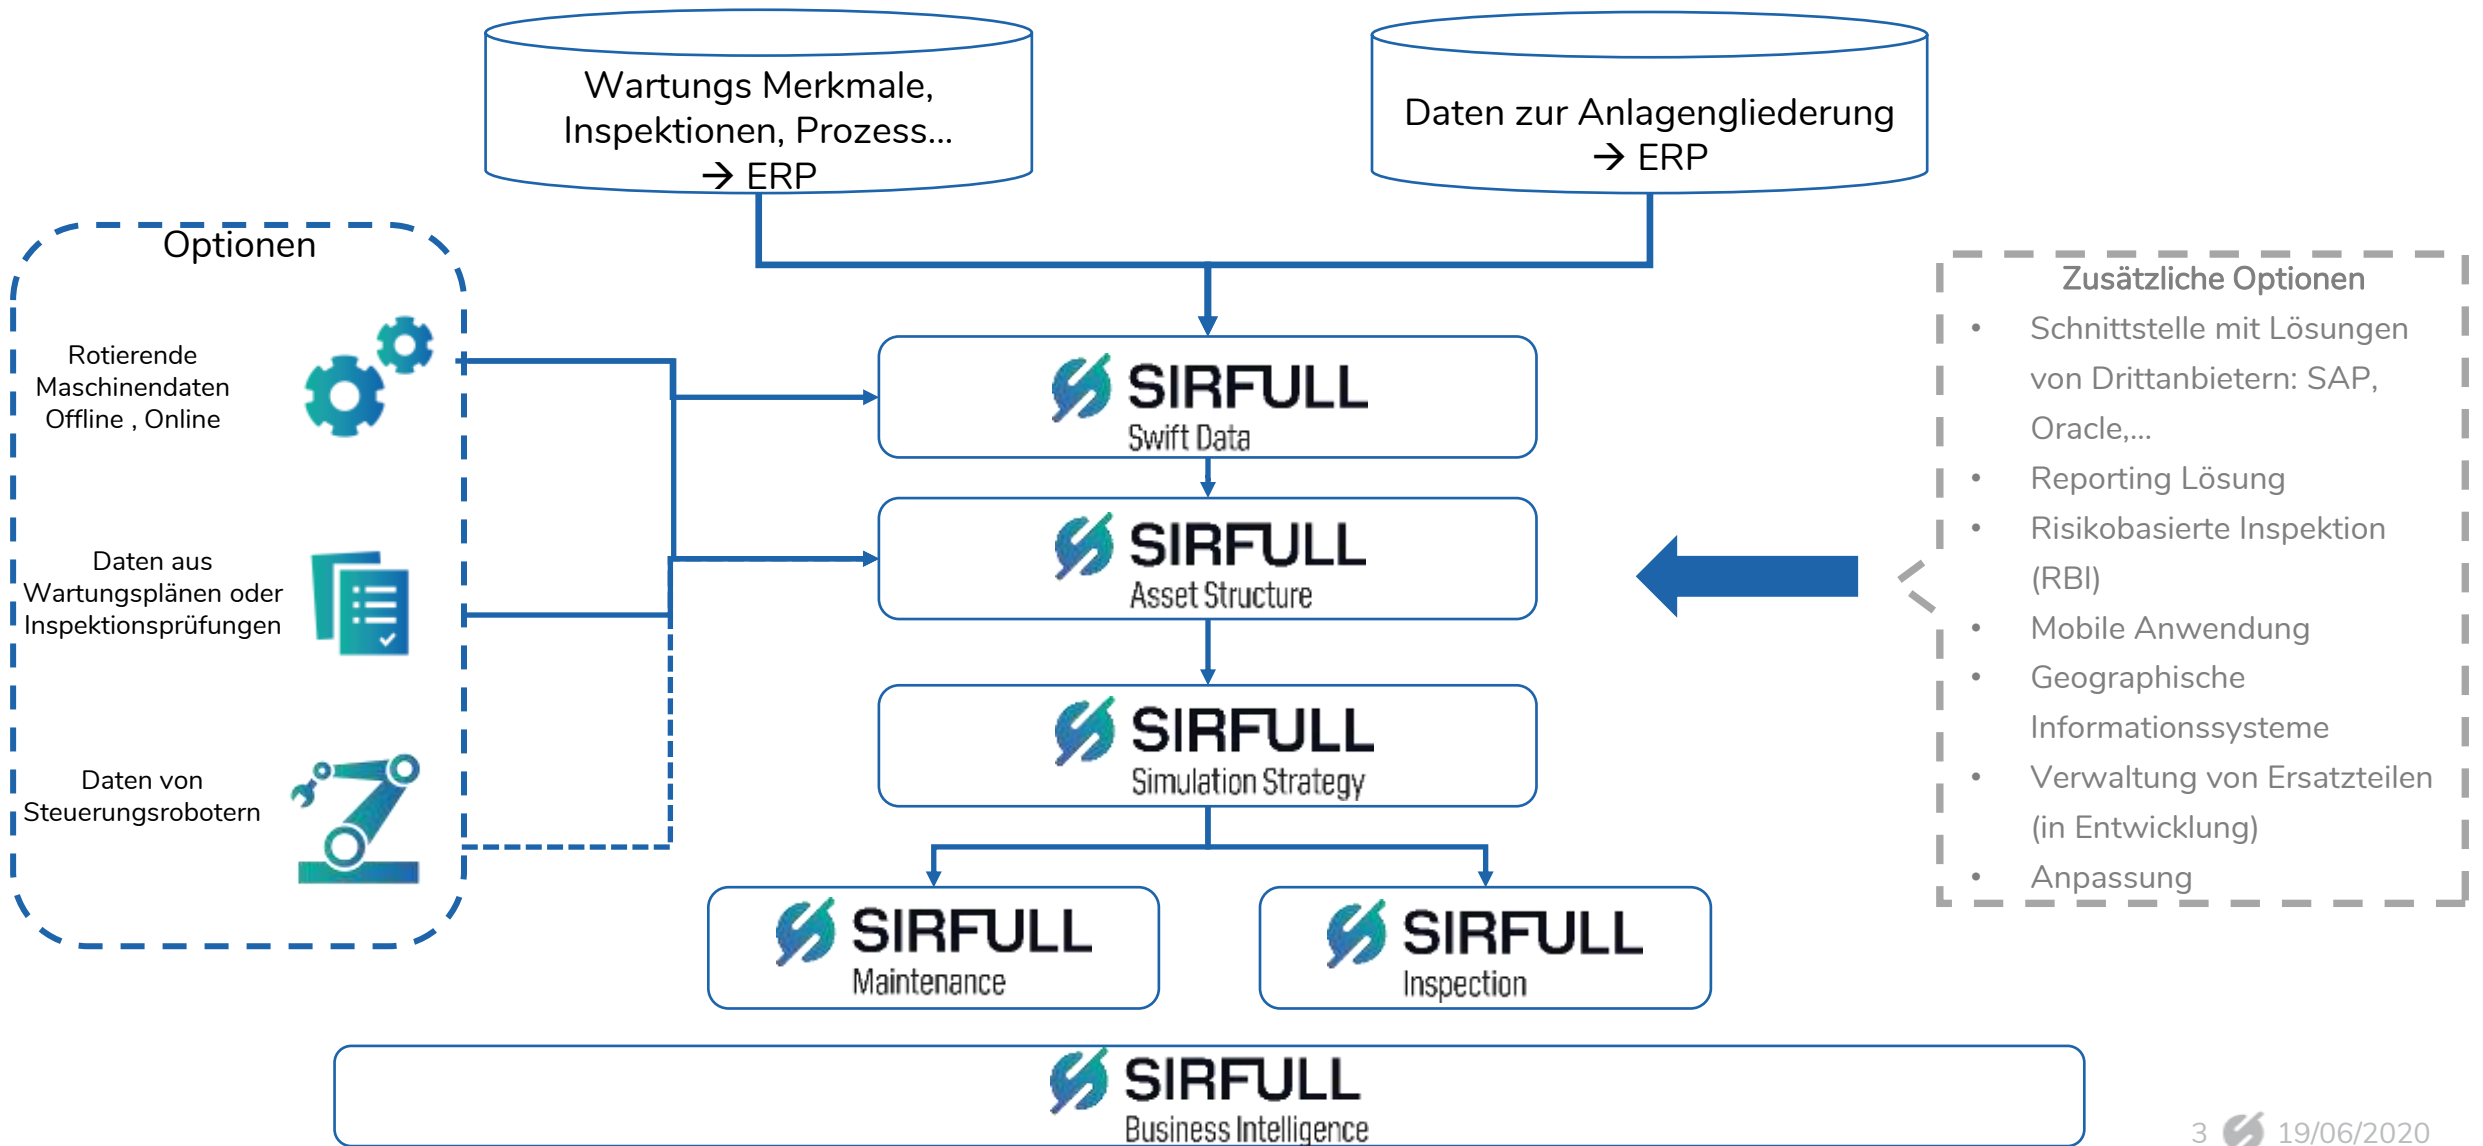 Wartungs Merkmale,
Inspektionen, Prozess...
→ ERP
Daten zur Anlagengliederung
→ ERP
Optionen
Rotierende
Maschinendaten
Offline , Online
Daten aus
Wartungsplänen oder
Inspektionsprüfungen
Daten von
Steuerungsrobotern
SIRFULL
Swift Data
SIRFULL
Asset Structure
SIRFULL
Simulation Strategy
SIRFULL
Maintenance
SIRFULL
Inspection
SIRFULL
Business Intelligence
Zusätzliche Optionen
• Schnittstelle mit Lösungen
von Drittanbietern: SAP,
Oracle,...
• Reporting Lösung
• Risikobasierte Inspektion
(RBI)
• Mobile Anwendung
• Geographische
Informationssysteme
• Verwaltung von Ersatzteilen
(in Entwicklung)
• Anpassung
3 19/06/2020